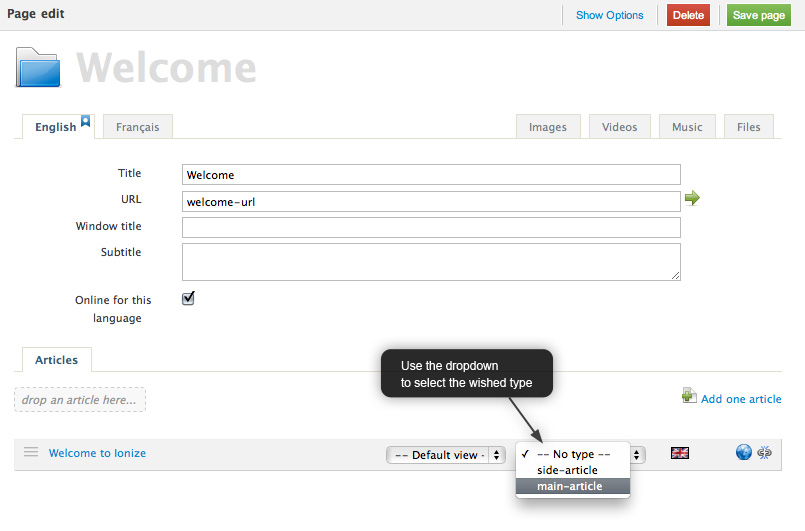 Page edit
Show Options
Delete
Save page
Welcome
English
Français
Images
Videos
Music
Files
Title
Welcome
URL
welcome-url
Window title
Subtitle
Online for this
language
Articles
Use the dropdown
to select the wished type
drop an article here...
Add one article
Welcome to Ionize
-- Default view -
✓ -- No type --
side-article
main-article